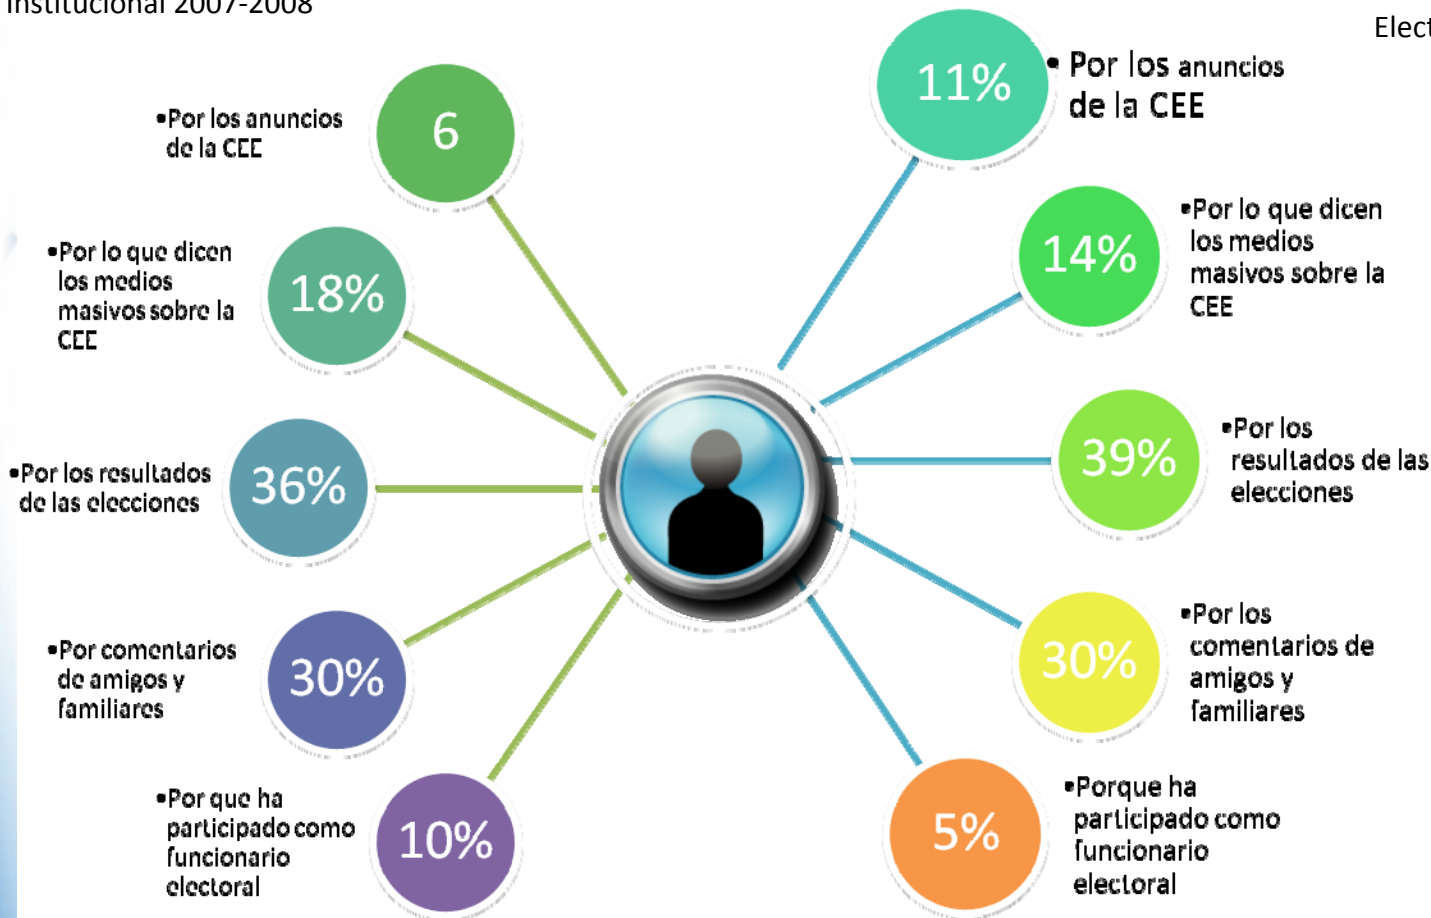 Institucional 2007-2008
•Por los anuncios
de la CEE
6
•Por lo que dicen
los medios
masivos sobre la
CEE
18%
•Por los resultados
de las elecciones
36%
•Por comentarios
de amigos y
familiares
30%
•Por que ha
participado como
funcionario
electoral
10%
Elect
11%
• Por los anuncios
de la CEE
14%
•Por lo que dicen
los medios
masivos sobre la
CEE
39%
•Por los
resultados de las
elecciones
30%
•Por los
comentarios de
amigos y
familiares
5%
•Porque ha
participado como
funcionario
electoral